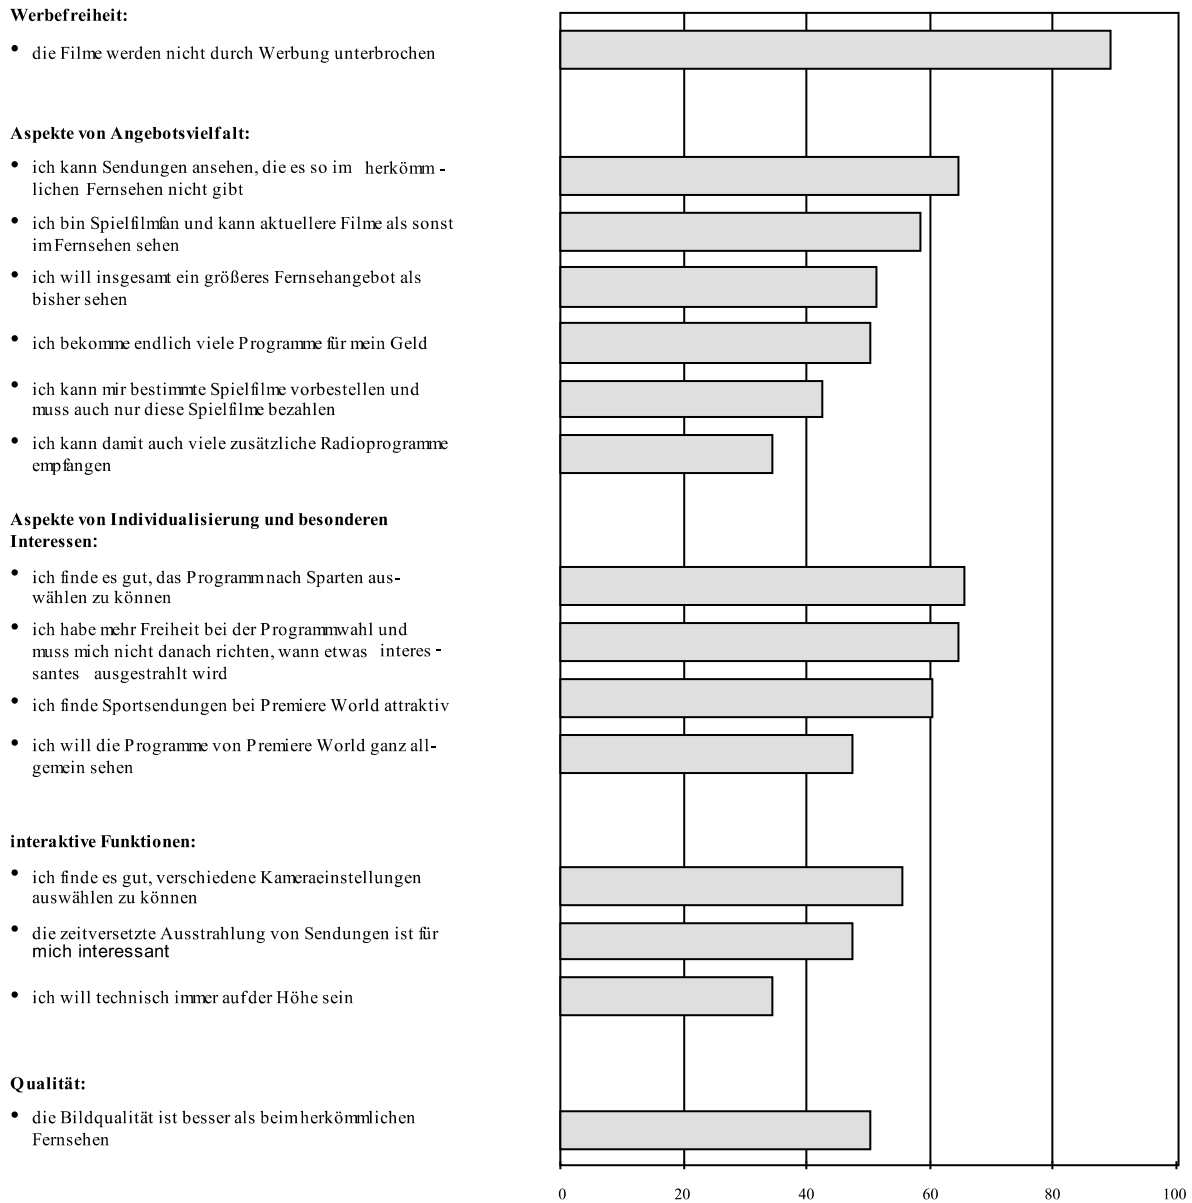 Werbefreiheit:
• die Filme werden nicht durch Werbung unterbrochen
Aspekte von Angebotsvielfalt:
• ich kann Sendungen ansehen, die es so im herkömm-
lichen Fernsehen nicht gibt
• ich bin Spielfilmfan und kann aktuellere Filme als sonst
im Fernsehen sehen
• ich will insgesamt ein größeres Fernsehangebot als
bisher sehen
• ich bekomme endlich viele Programme für mein Geld
• ich kann mir bestimmte Spielfilme vorbestellen und
muss auch nur diese Spielfilme bezahlen
• ich kann damit auch viele zusätzliche Radioprogramme
empfangen
Aspekte von Individualisierung und besonderen
Interessen:
• ich finde es gut, das Programm nach Sparten aus-
wählen zu können
• ich habe mehr Freiheit bei der Programmwahl und
muss mich nicht danach richten, wann etwas interes-
santes ausgestrahlt wird
• ich finde Sportsendungen bei Premiere World attraktiv
• ich will die Programme von Premiere World ganz all-
gemein sehen
interaktive Funktionen:
• ich finde es gut, verschiedene Kameraeinstellungen
auswählen zu können
• die zeitversetzte Ausstrahlung von Sendungen ist für
mich interessant
• ich will technisch immer auf der Höhe sein
Qualität:
• die Bildqualität ist besser als beim herkömmlichen
Fernsehen
0 20 40 60 80 100